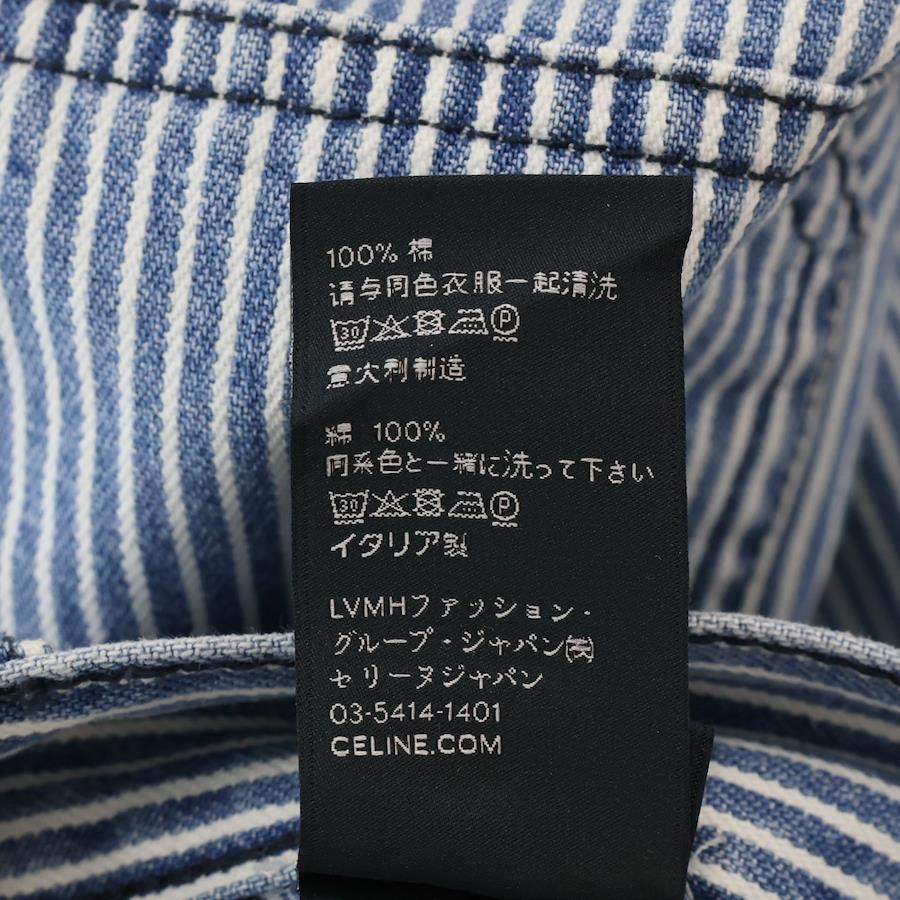 100% 棉
请与同色衣服一起清洗
30 P
意大利制造
綿 100%
同系色と一緒に洗って下さい
30 P
イタリア製
LVMHファッション・
グループ・ジャパン㈱
セリーヌジャパン
03-5414-1401
CELINE.COM